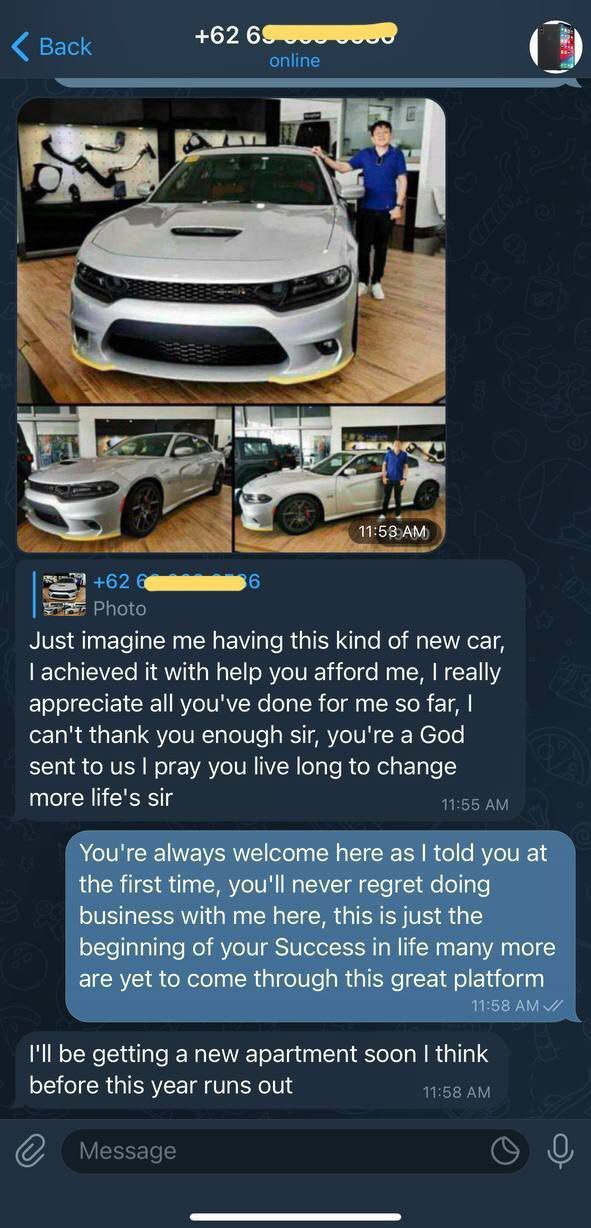 Back
+62 6
online
11:53 AM
+62 6 6
Photo
Just imagine me having this kind of new car,
I achieved it with help you afford me, I really
appreciate all you've done for me so far, I
can't thank you enough sir, you're a God
sent to us I pray you live long to change
more life's sir
11:55 AM
You're always welcome here as I told you at
the first time, you'll never regret doing
business with me here, this is just the
beginning of your Success in life many more
are yet to come through this great platform
11:58 AM
I'll be getting a new apartment soon I think
before this year runs out
11:58 AM
Message